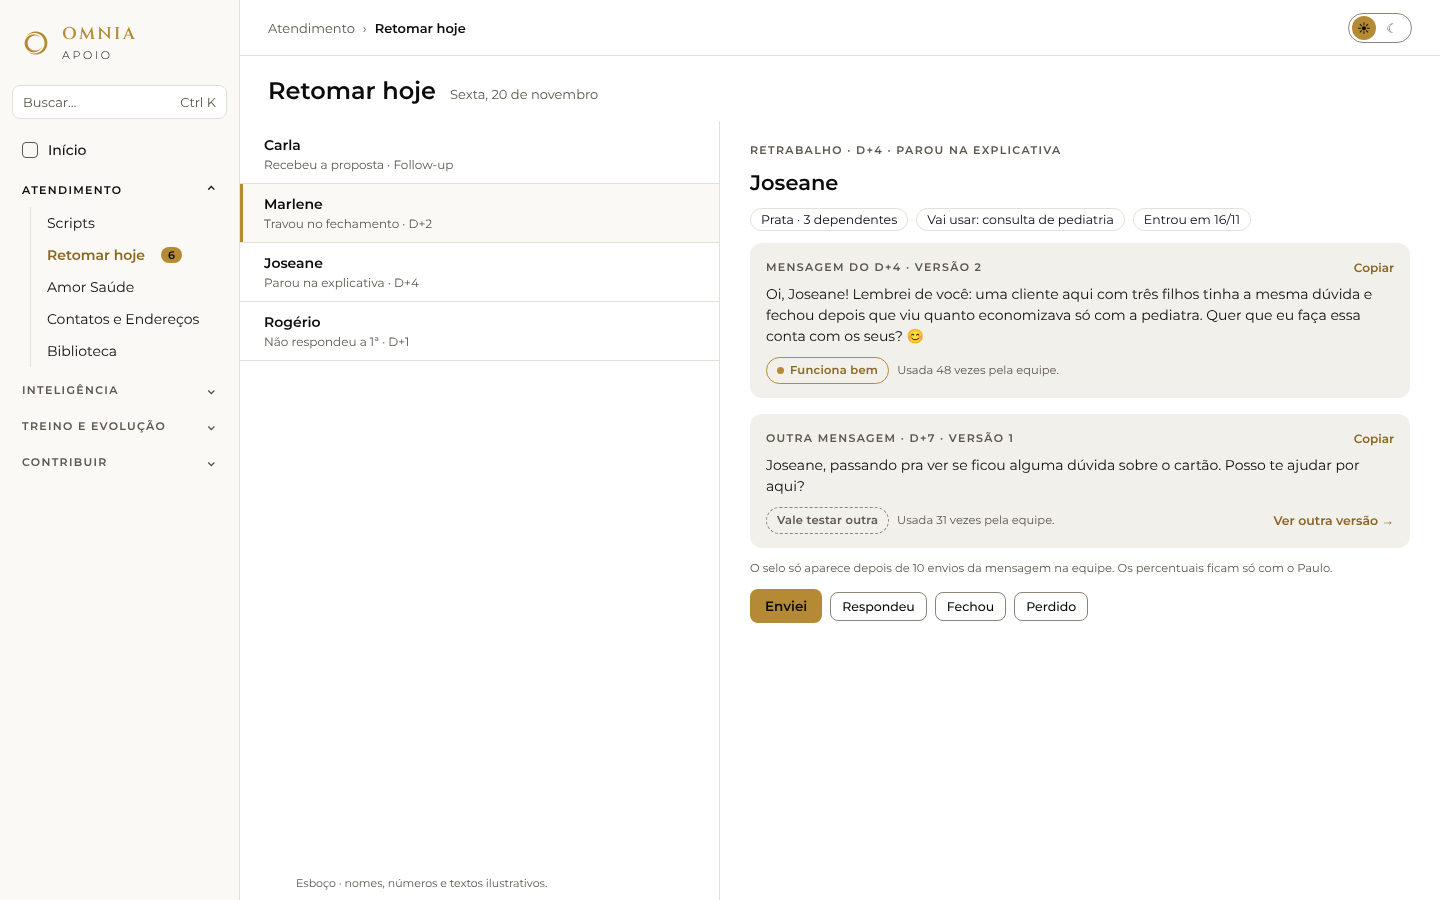 OMNIA
APOIO
Buscar... Ctrl K
Início
ATENDIMENTO
Scripts
Retomar hoje 6
Amor Saúde
Contatos e Endereços
Biblioteca
INTELIGÊNCIA
TREINO E EVOLUÇÃO
CONTRIBUIR
Atendimento › Retomar hoje
Retomar hoje Sexta, 20 de novembro
Carla
Recebeu a proposta · Follow-up
Marlene
Travou no fechamento · D+2
Joseane
Parou na explicativa · D+4
Rogério
Não respondeu a 1ª · D+1
Esboço · nomes, números e textos ilustrativos.
RETRABALHO · D+4 · PAROU NA EXPLICATIVA
Joseane
Prata · 3 dependentes Vai usar: consulta de pediatria Entrou em 16/11
MENSAGEM DO D+4 · VERSÃO 2 Copiar
Oi, Joseane! Lembrei de você: uma cliente aqui com três filhos tinha a mesma dúvida e
fechou depois que viu quanto economizava só com a pediatra. Quer que eu faça essa
conta com os seus? 😊
Funciona bem Usada 48 vezes pela equipe.
OUTRA MENSAGEM · D+7 · VERSÃO 1 Copiar
Joseane, passando pra ver se ficou alguma dúvida sobre o cartão. Posso te ajudar por
aqui?
Vale testar outra Usada 31 vezes pela equipe. Ver outra versão →
O selo só aparece depois de 10 envios da mensagem na equipe. Os percentuais ficam só com o Paulo.
Enviei Respondeu Fechou Perdido